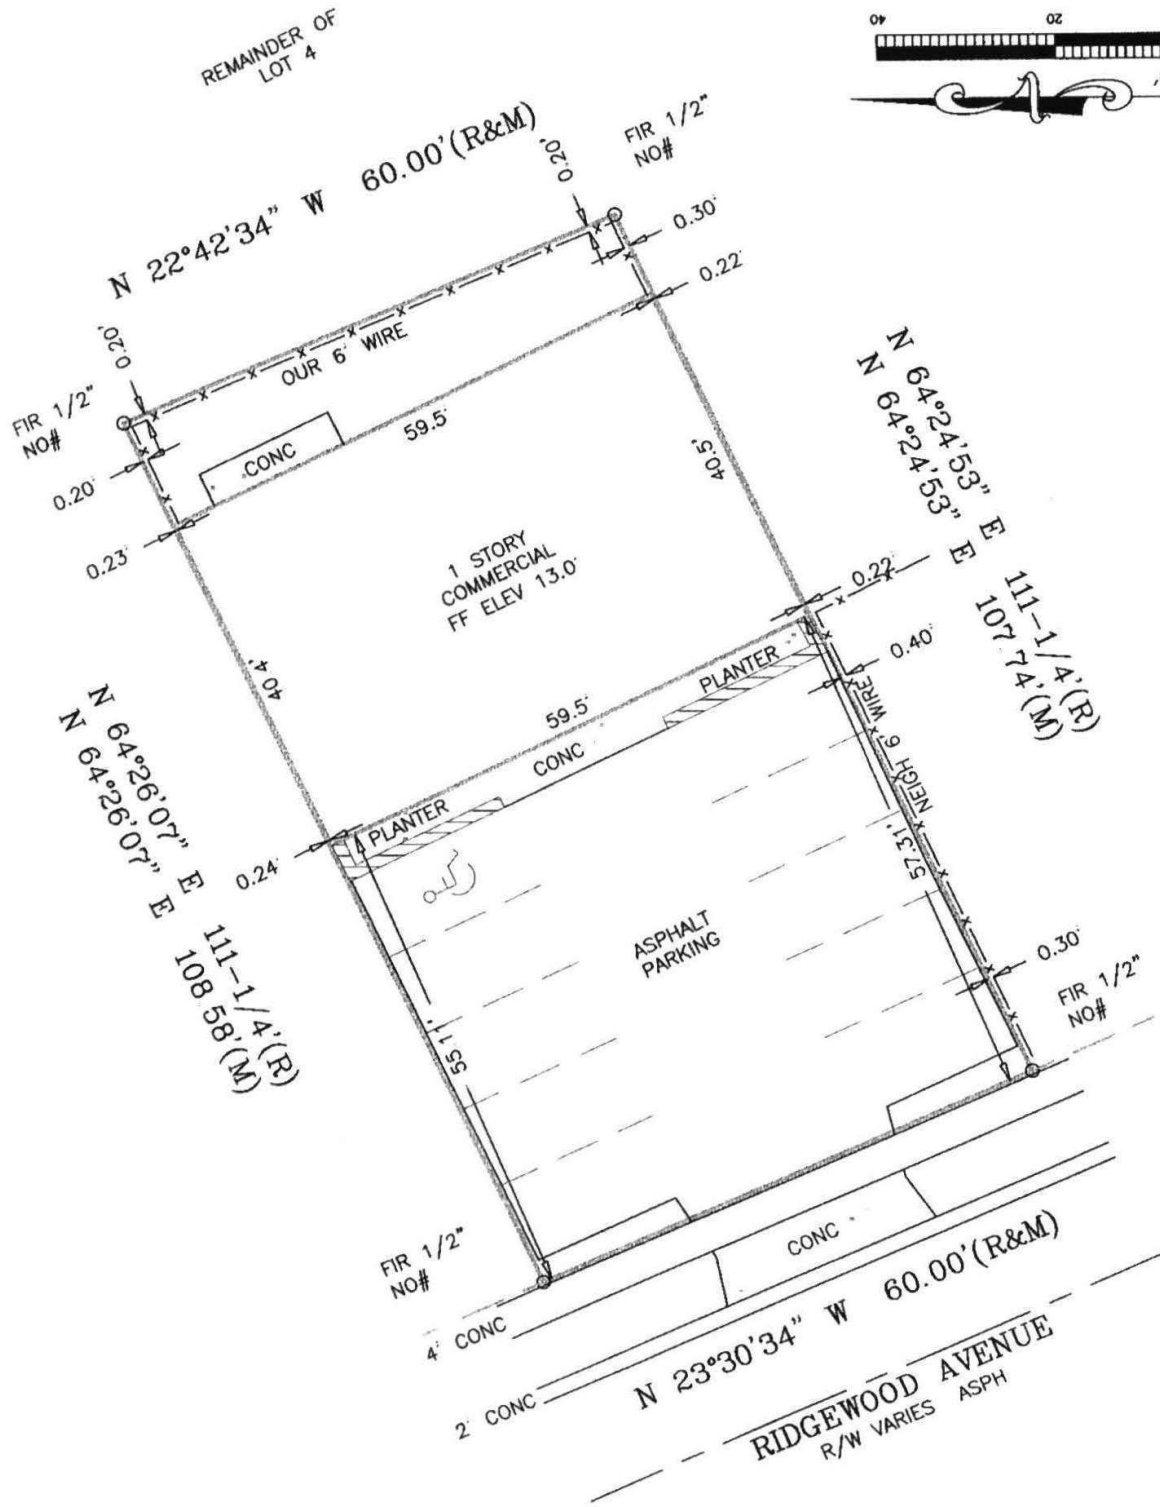 REMAINDER OF
LOT 4
40
20
N 22°42'34" W 60.00'(R&M)
0.20'
FIR 1/2"
NO#
0.30'
0.22'
0.20'
OUR 6' WIRE
FIR 1/2"
NO#
CONC
59.5'
40.5'
0.20'
0.23'
N 64°24'53" E 111-1/4'(R)
N 64°24'53" E 107.74'(M)
1 STORY
COMMERCIAL
FF ELEV 13.0'
0.22'
0.40'
40.4'
PLANTER
59.5'
CONC
NEIGH 6' WIRE
N 64°26'07" E 111-1/4'(R)
N 64°26'07" E 108.58'(M)
PLANTER
0.24'
57.31'
ASPHALT
PARKING
0.30'
FIR 1/2"
NO#
55.11'
FIR 1/2"
NO#
CONC
4' CONC
N 23°30'34" W 60.00'(R&M)
2' CONC
RIDGEWOOD AVENUE
R/W VARIES ASPH